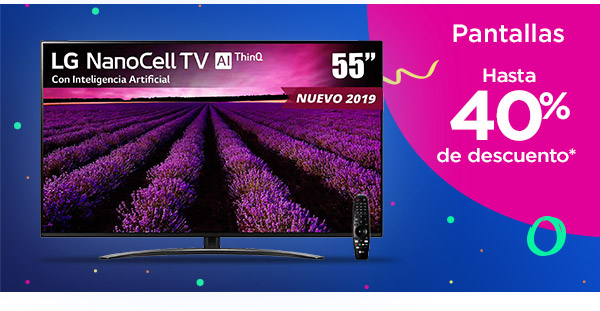 LG NanoCell TV AI ThinQ
Con Inteligencia Artificial
55”
NUEVO 2019
Pantallas
Hasta
40%
de descuento*